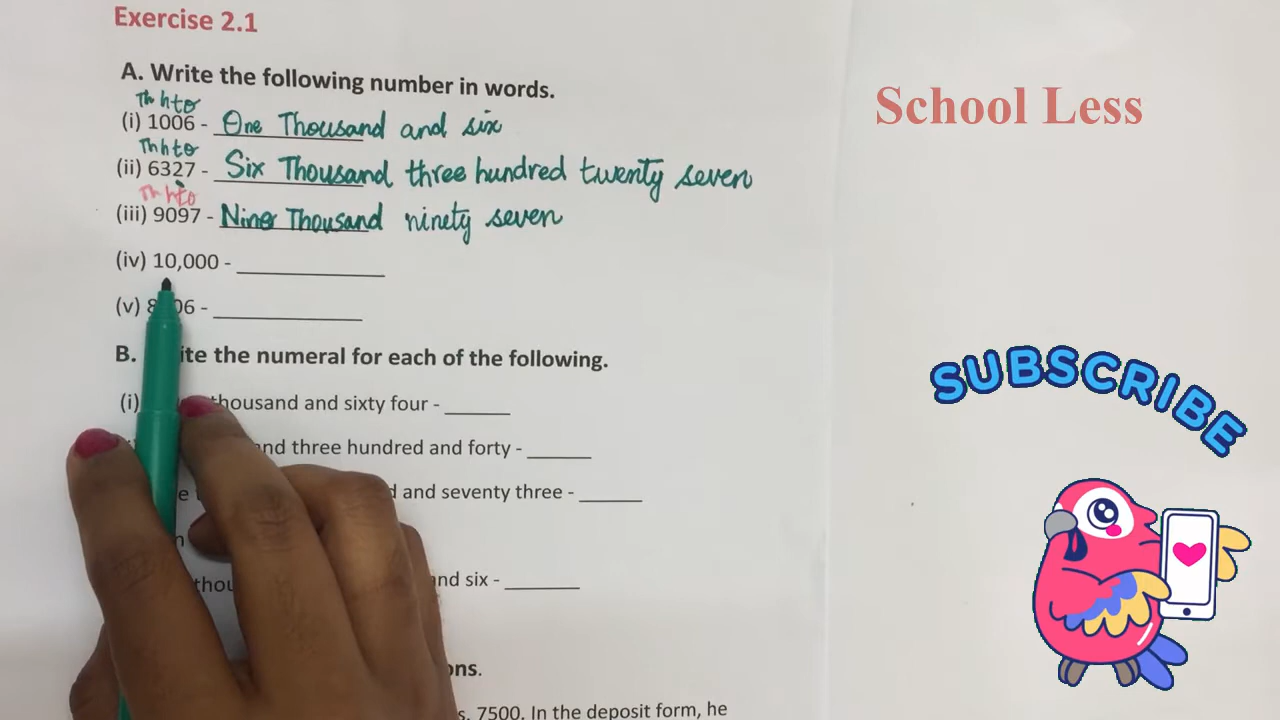 Exercise 2.1
School Less
A. Write the following number in words.
Th h t o
(i) 1006 - One Thousand and six
Th h t o
(ii) 6327 - Six Thousand three hundred twenty seven
Th h t o
(iii) 9097 - Nine Thousand ninety seven
(iv) 10,000 -
(v) 8 06 -
B. ite the numeral for each of the following.
(i) thousand and sixty four -
nd three hundred and forty -
SUBSCRIBE
and seventy three -
thou nd six -
ons.
s. 7500. In the deposit form, he